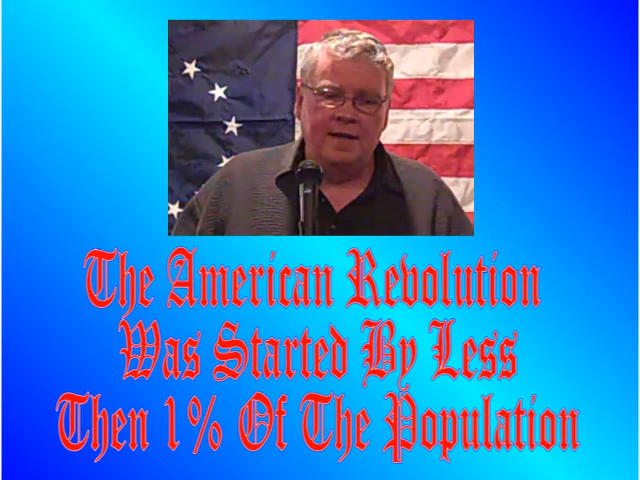 The American Revolution
Was Started By Less
Then 1% Of The Population